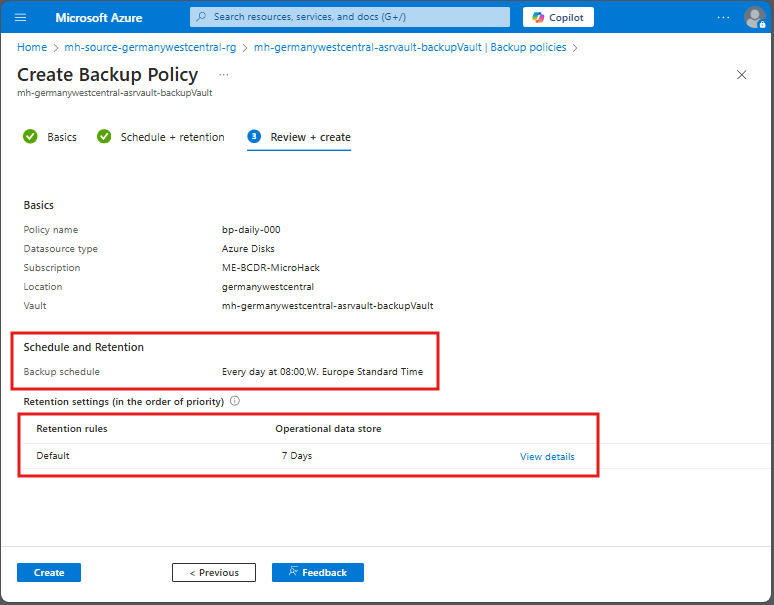 Microsoft Azure
Search resources, services, and docs (G+/)
Copilot
Home > mh-source-germanywestcentral-rg > mh-germanywestcentral-asrvault-backupVault | Backup policies >
Create Backup Policy ...
mh-germanywestcentral-asrvault-backupVault
Basics
Schedule + retention
3 Review + create
Basics
Policy name bp-daily-000
Datasource type Azure Disks
Subscription ME-BCDR-MicroHack
Location germanywestcentral
Vault mh-germanywestcentral-asrvault-backupVault
Schedule and Retention
Backup schedule Every day at 08:00,W. Europe Standard Time
Retention settings (in the order of priority)
Retention rules Operational data store
Default 7 Days View details
Create < Previous Feedback